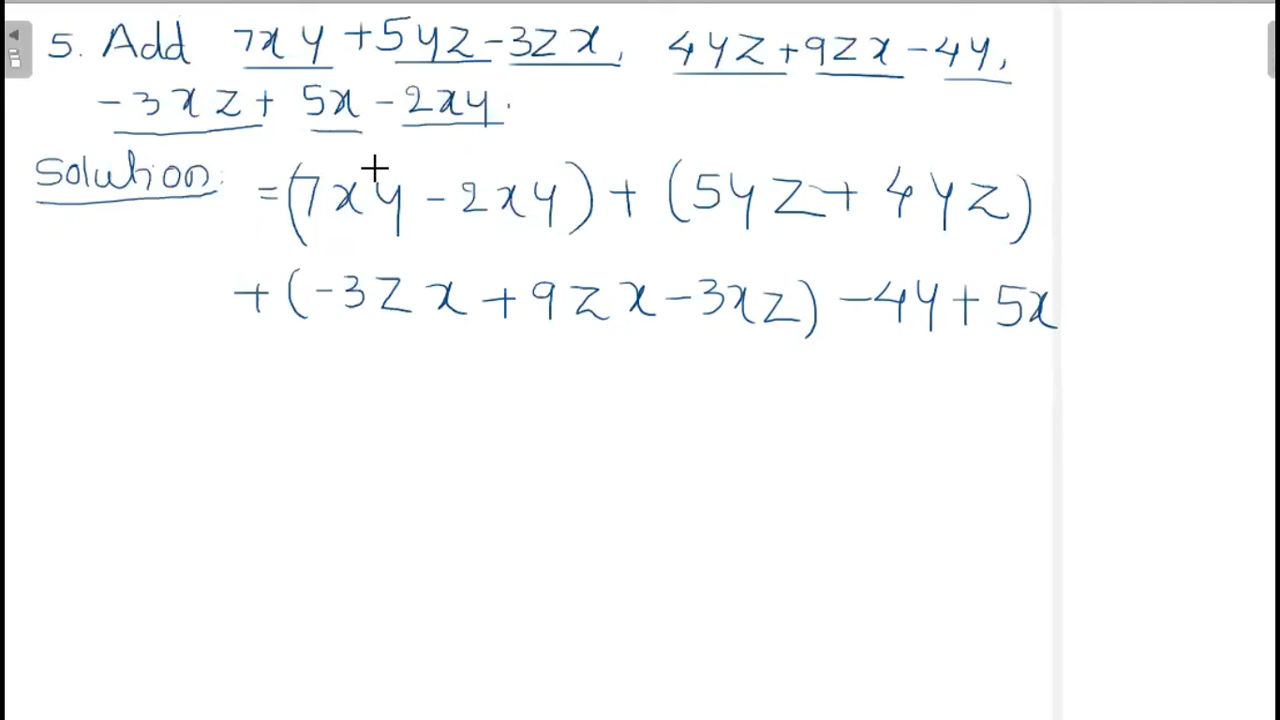 5. Add 7xy + 5yz - 3zx, 4yz + 9zx - 4y,
- 3xz + 5x - 2xy.
Solution:
= (7xy - 2xy) + (5yz + 4yz)
+ (-3zx + 9zx - 3xz) - 4y + 5x